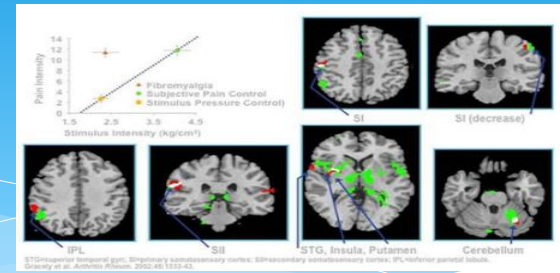 14
12
10
8
6
4
2
0
Pain Intensity
1.5 2.5 3.5 4.5
Stimulus Intensity (kg/cm²)
Fibromyalgia
Subjective Pain Control
Stimulus Pressure Control)
SI
SI (decrease)
IPL
SII
STG, Insula, Putamen
Cerebellum
STG=superior temporal gyri, SI=primary somatosensory cortex; SII=secondary somatosensory cortex; IPL=inferior parietal lobule.
Gracely et al. Arthritis Rheum. 2002;46:1333-43.